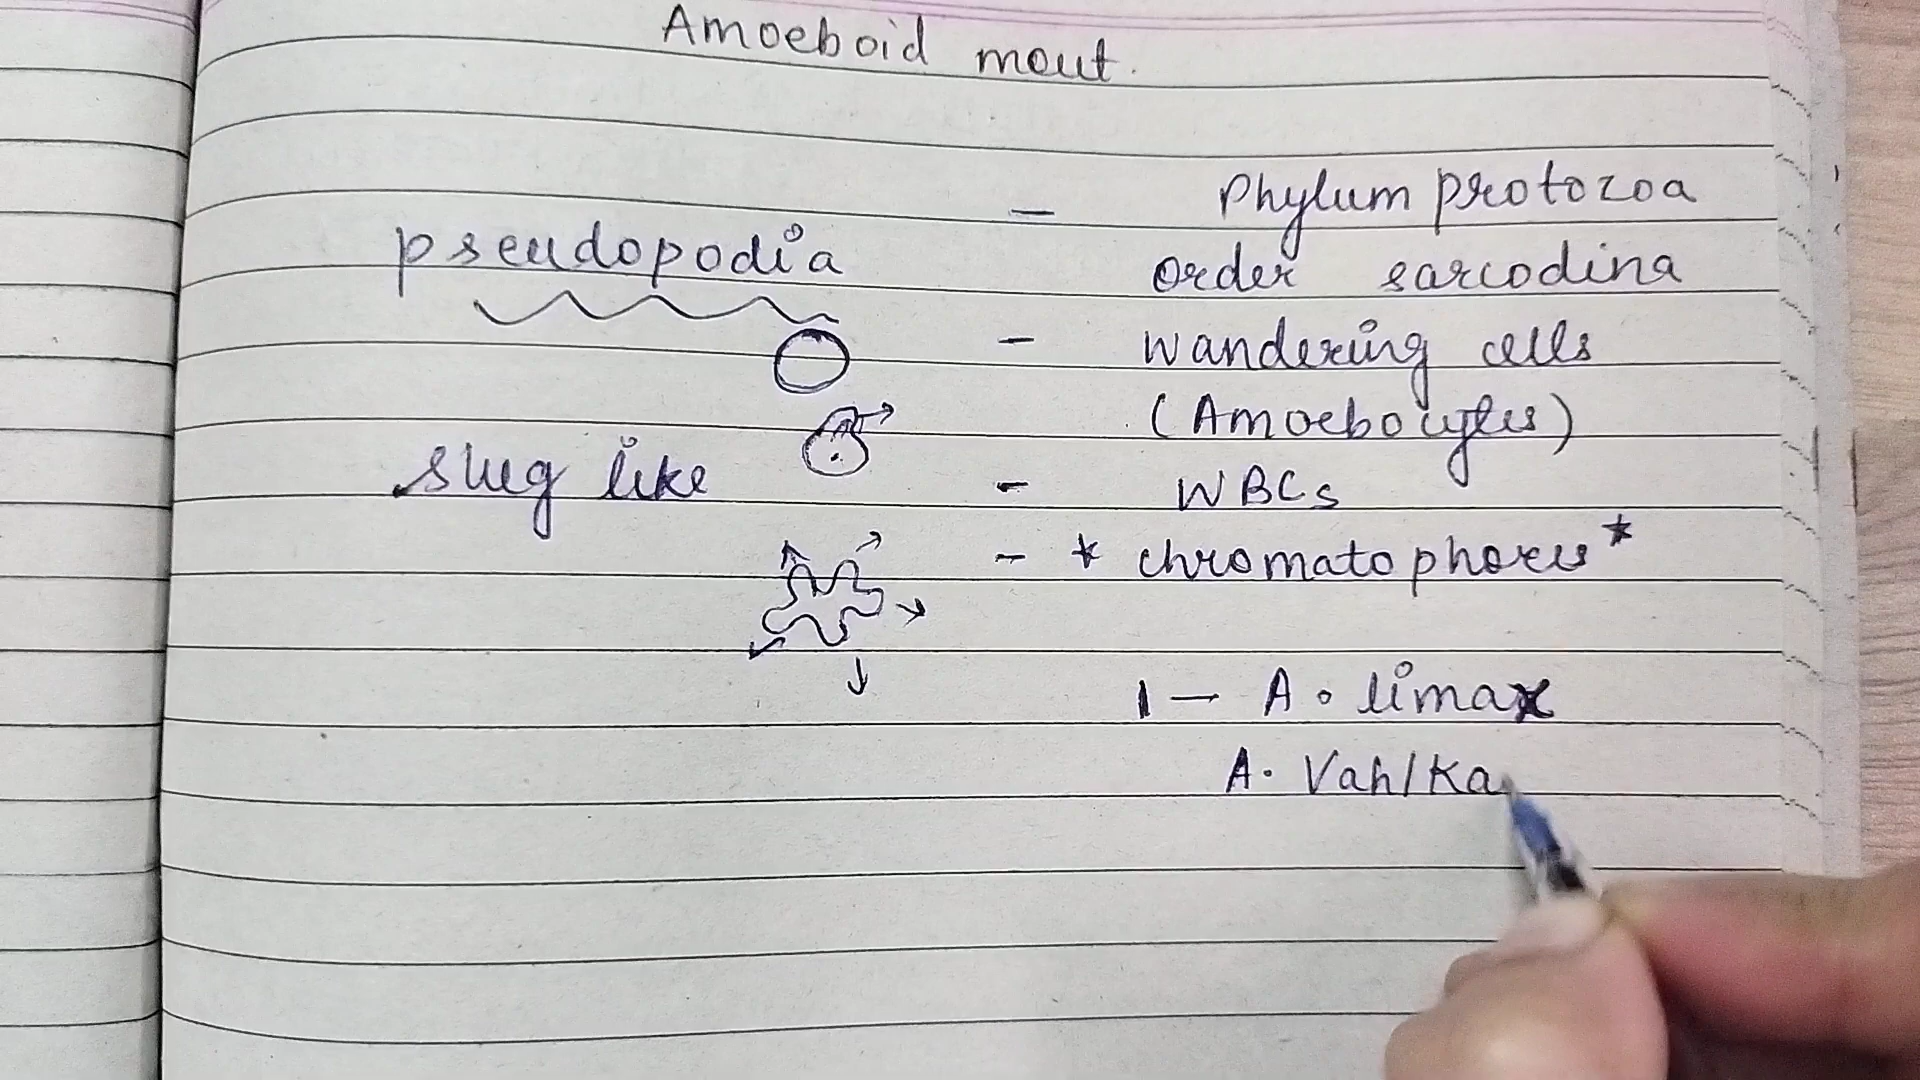 Amoeboid mout.
pseudopodia
slug like
- Phylum protozoa
order sarcodina
- Wandering cells
(Amoebocytes)
- WBCs
- * chromatophores *
1 - A. limax
A. Vahlka